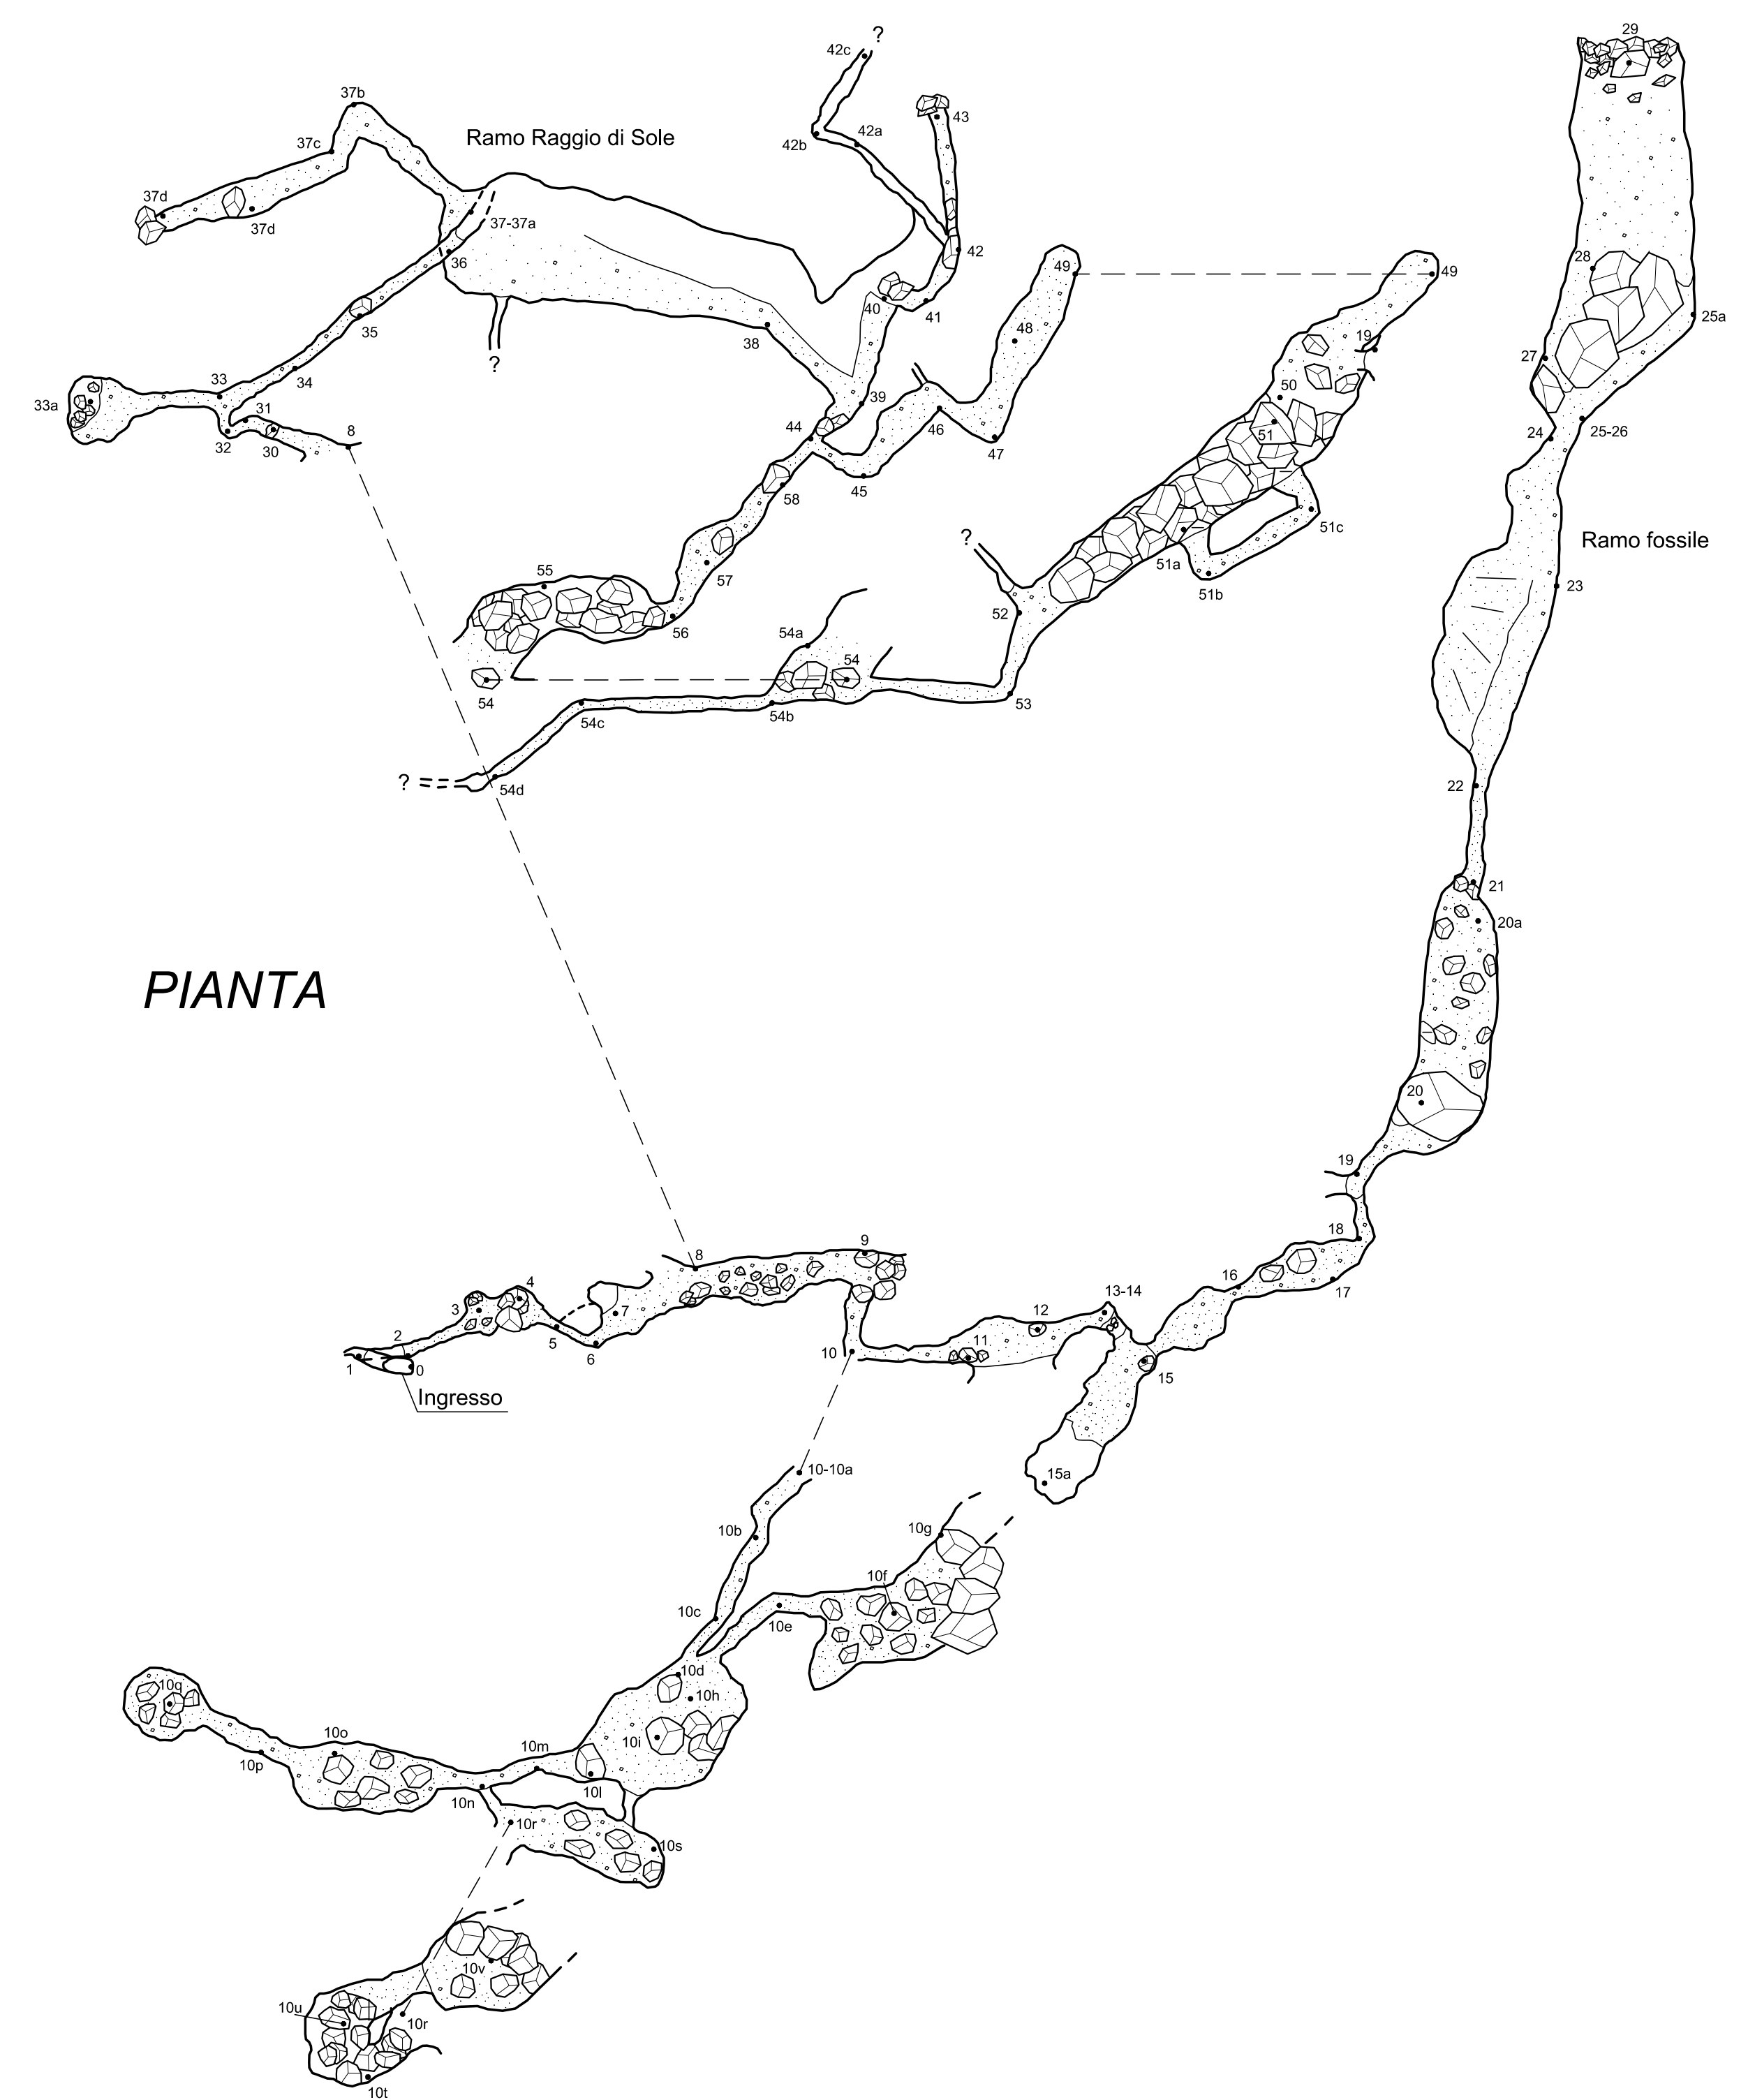 29
?
42c
37b
43
42a
Ramo Raggio di Sole
37c
42b
37d
37-37a
37d
42
28
36
49
49
40
41
25a
35
48
19
38
27
33
34
50
33a
31
39
8
44
46
51
24
25-26
32
30
47
45
58
51c
?
Ramo fossile
51a
55
57
51b
23
52
56
54a
54
54
53
54c
54b
?
54d
22
21
20a
PIANTA
20
19
18
9
8
4
16
13-14
17
3
7
12
2
5
11
6
10
1
0
15
Ingresso
10-10a
15a
10b
10g
10f
10c
10e
10d
10q
10h
10o
10i
10m
10p
10l
10n
10r
10s
10v
10u
10r
10t
?